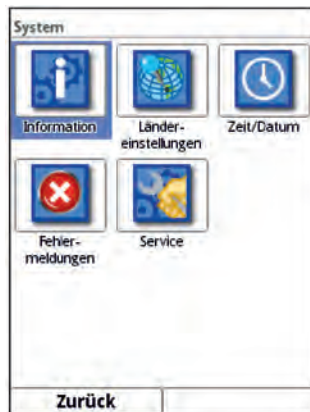 System
Information
Länder-
einstellungen
Zeit/Datum
Fehler-
meldungen
Service
Zurück